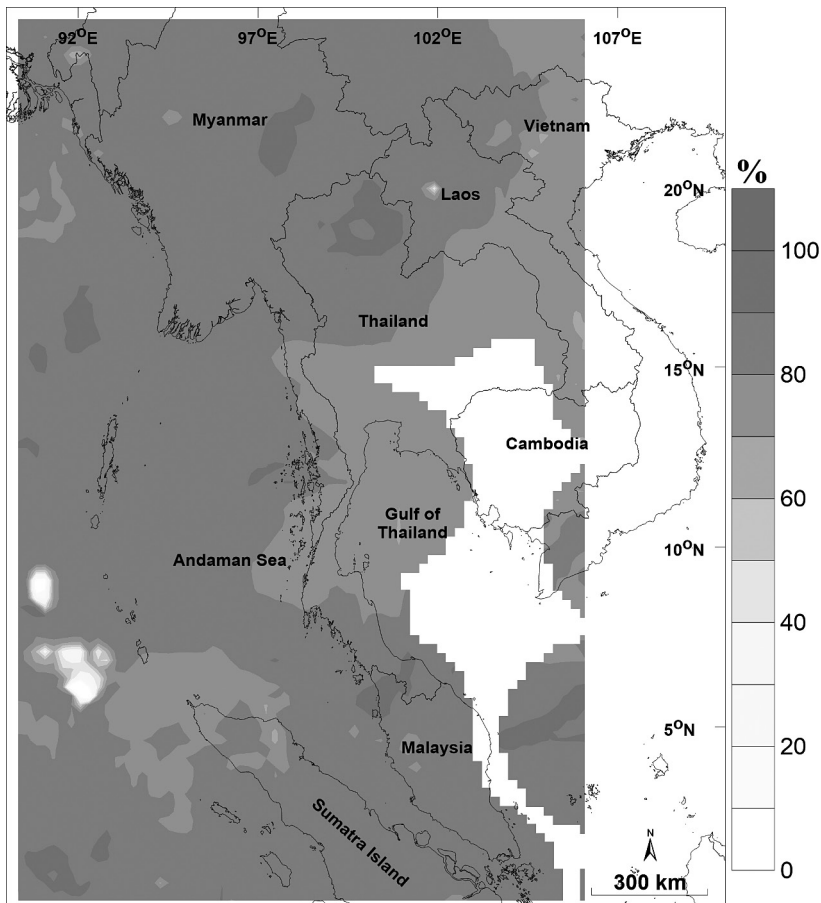 92°E 97°E 102°E 107°E
Myanmar
Vietnam
%
Laos
20°N
100
Thailand
15°N
80
Cambodia
60
Gulf of
Thailand
10°N
Andaman Sea
40
5°N
Malaysia
20
Sumatra Island
N
300 km
0